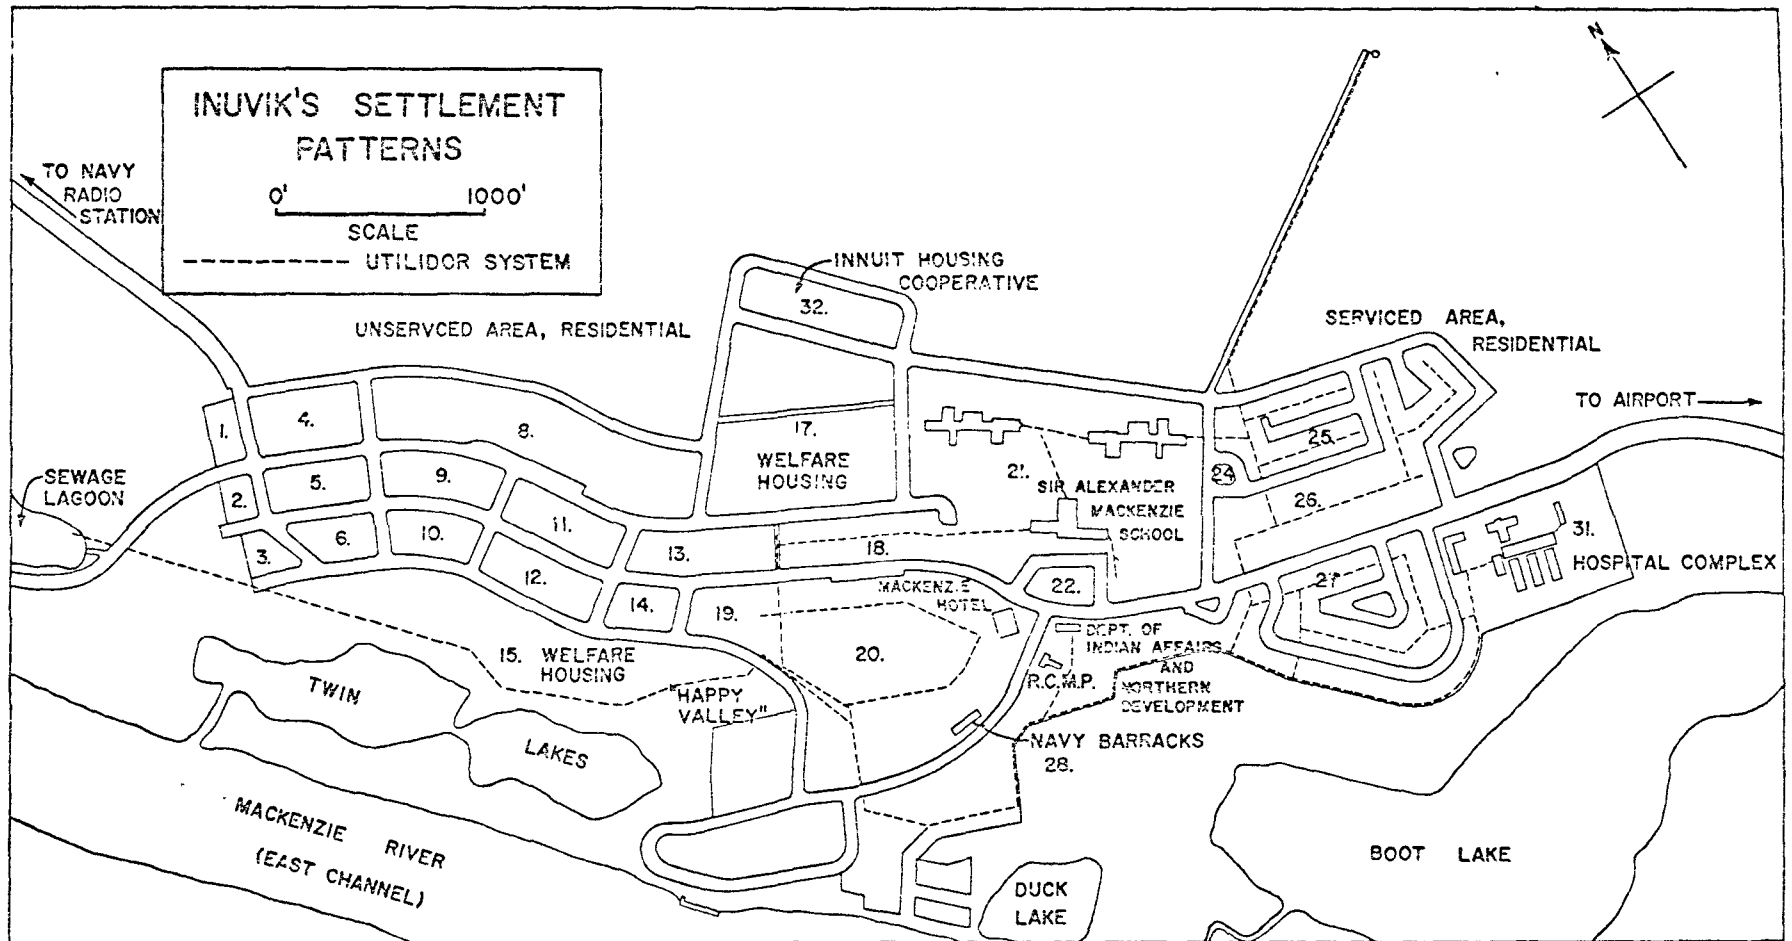 INUVIK'S SETTLEMENT
PATTERNS
0' 1000'
SCALE
UTILIDOR SYSTEM
N
TO NAVY
RADIO
STATION
INNUIT HOUSING
COOPERATIVE
32.
UNSERVCED AREA, RESIDENTIAL
SERVICED AREA,
RESIDENTIAL
TO AIRPORT
1.
4.
8.
17.
WELFARE
HOUSING
21.
SIR ALEXANDER
MACKENZIE
SCHOOL
24.
25.
26.
SEWAGE
LAGOON
2.
5.
9.
11.
3.
6.
10.
12.
13.
18.
14.
19.
20.
22.
27.
31.
HOSPITAL COMPLEX
MACKENZIE
HOTEL
DEPT. OF
INDIAN AFFAIRS
AND
NORTHERN
DEVELOPMENT
R.C.M.P.
15. WELFARE
HOUSING
"HAPPY
VALLEY"
NAVY BARRACKS
28.
TWIN
LAKES
MACKENZIE RIVER
(EAST CHANNEL)
DUCK
LAKE
BOOT LAKE